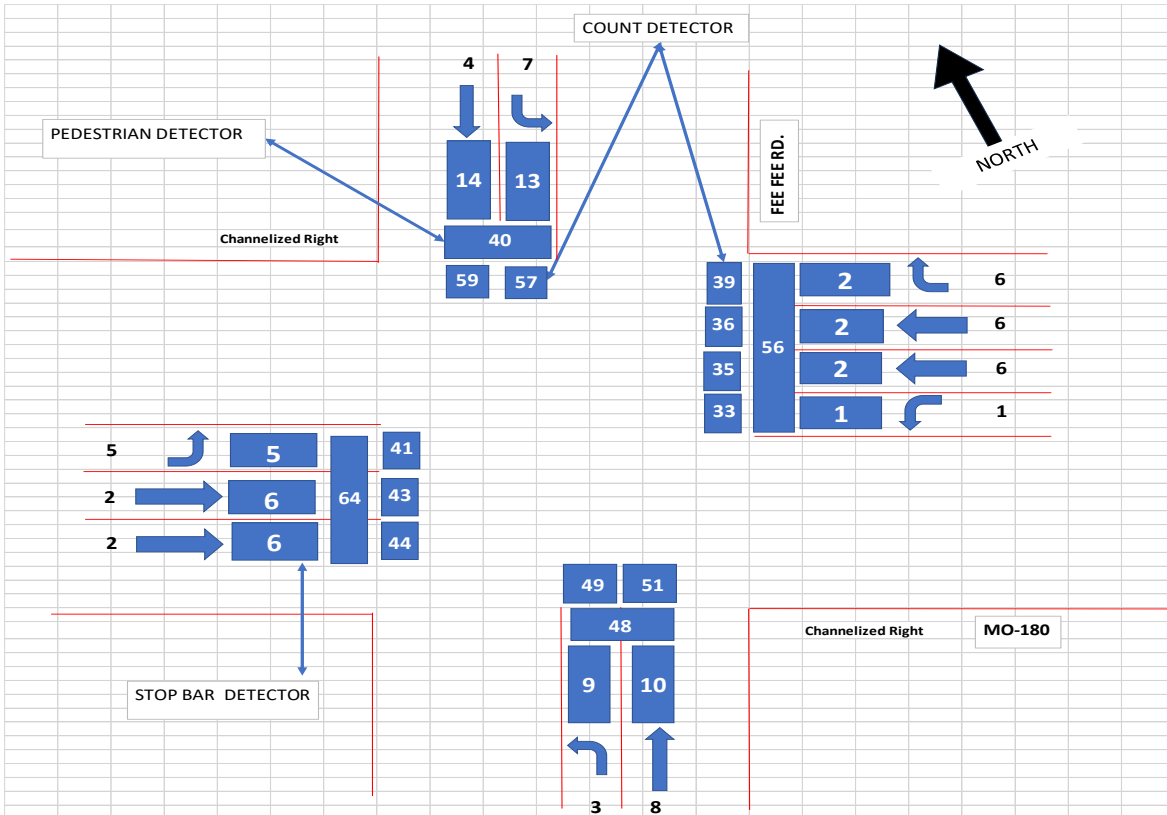 COUNT DETECTOR
4 7
PEDESTRIAN DETECTOR
NORTH
FEE FEE RD.
14 13
Channelized Right
40
59 57
39 2 6
36 2 6
56
35 2 6
33 1 1
5 5 41
2 6 64 43
2 6 44
49 51
48
Channelized Right
MO-180
9 10
STOP BAR DETECTOR
3 8